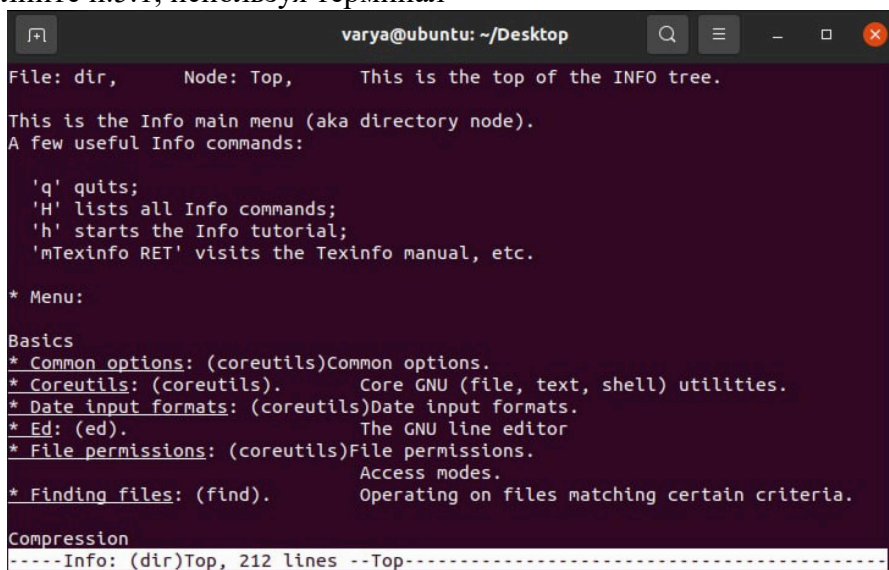 п.3.1, используя терминал
varya@ubuntu: ~/Desktop
File: dir, Node: Top, This is the top of the INFO tree.
This is the Info main menu (aka directory node).
A few useful Info commands:
'q' quits;
'H' lists all Info commands;
'h' starts the Info tutorial;
'mTexinfo RET' visits the Texinfo manual, etc.
* Menu:
Basics
* Common options: (coreutils)Common options.
* Coreutils: (coreutils). Core GNU (file, text, shell) utilities.
* Date input formats: (coreutils)Date input formats.
* Ed: (ed). The GNU line editor
* File permissions: (coreutils)File permissions.
Access modes.
* Finding files: (find). Operating on files matching certain criteria.
Compression
-----Info: (dir)Top, 212 lines --Top--------------------------------------------